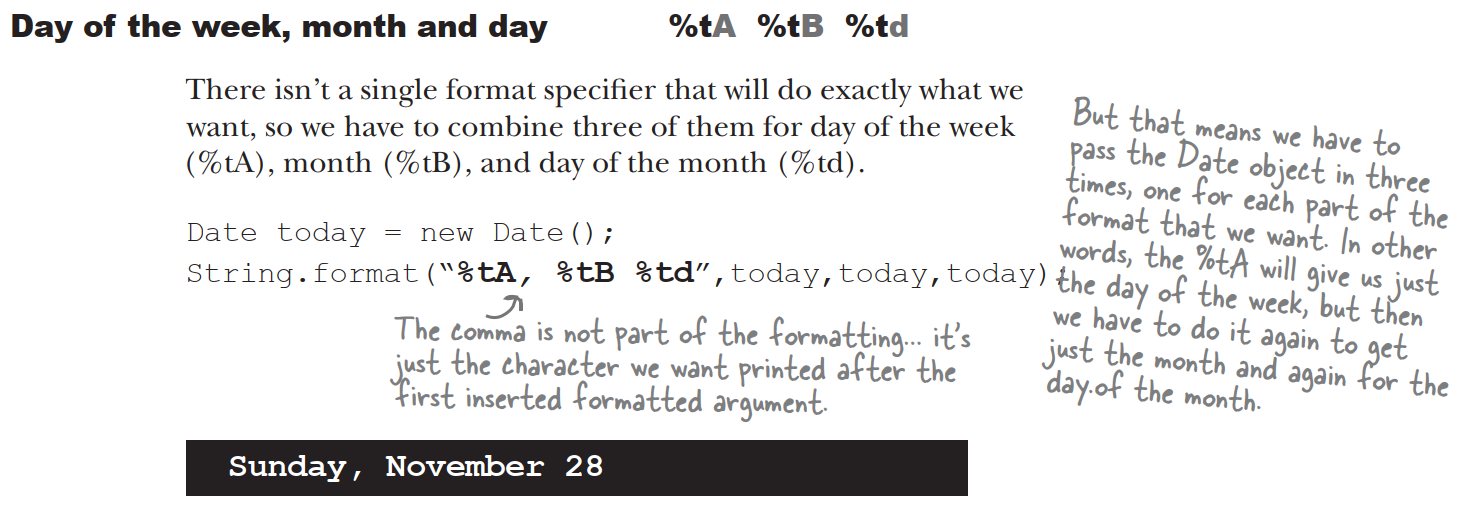 Day of the week, month and day %tA %tB %td
There isn’t a single format specifier that will do exactly what we
want, so we have to combine three of them for day of the week
(%tA), month (%tB), and day of the month (%td).
Date today = new Date();
String.format(“%tA, %tB %td”,today,today,today);
The comma is not part of the formatting... it’s
just the character we want printed after the
first inserted formatted argument.
But that means we have to
pass the Date object in three
times, one for each part of the
format that we want. In other
words, the %tA will give us just
the day of the week, but then
we have to do it again to get
just the month and again for the
day.of the month.
Sunday, November 28